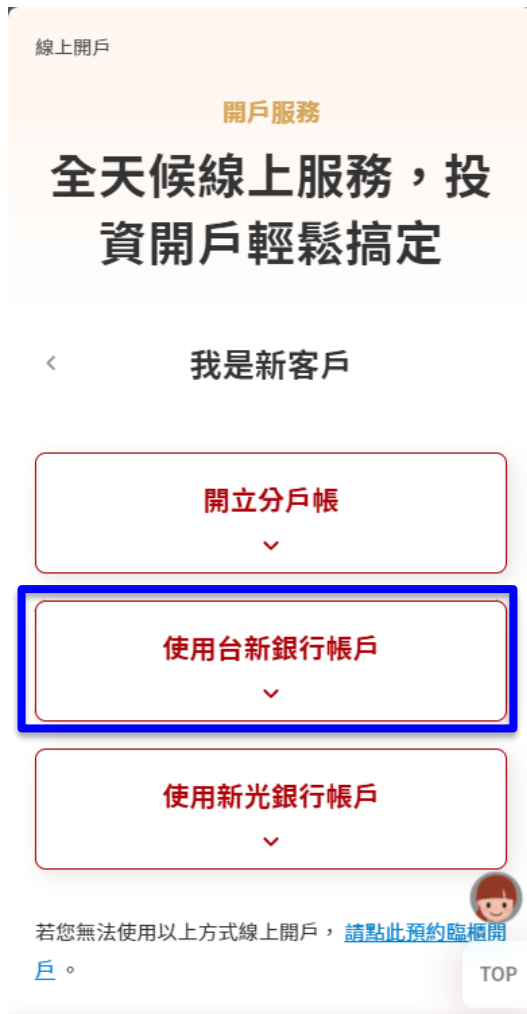 線上開戶
開戶服務
全天候線上服務，投
資開戶輕鬆搞定
我是新客戶
開立分戶帳
使用台新銀行帳戶
使用新光銀行帳戶
若您無法使用以上方式線上開戶，請點此預約臨櫃開
戶。
TOP